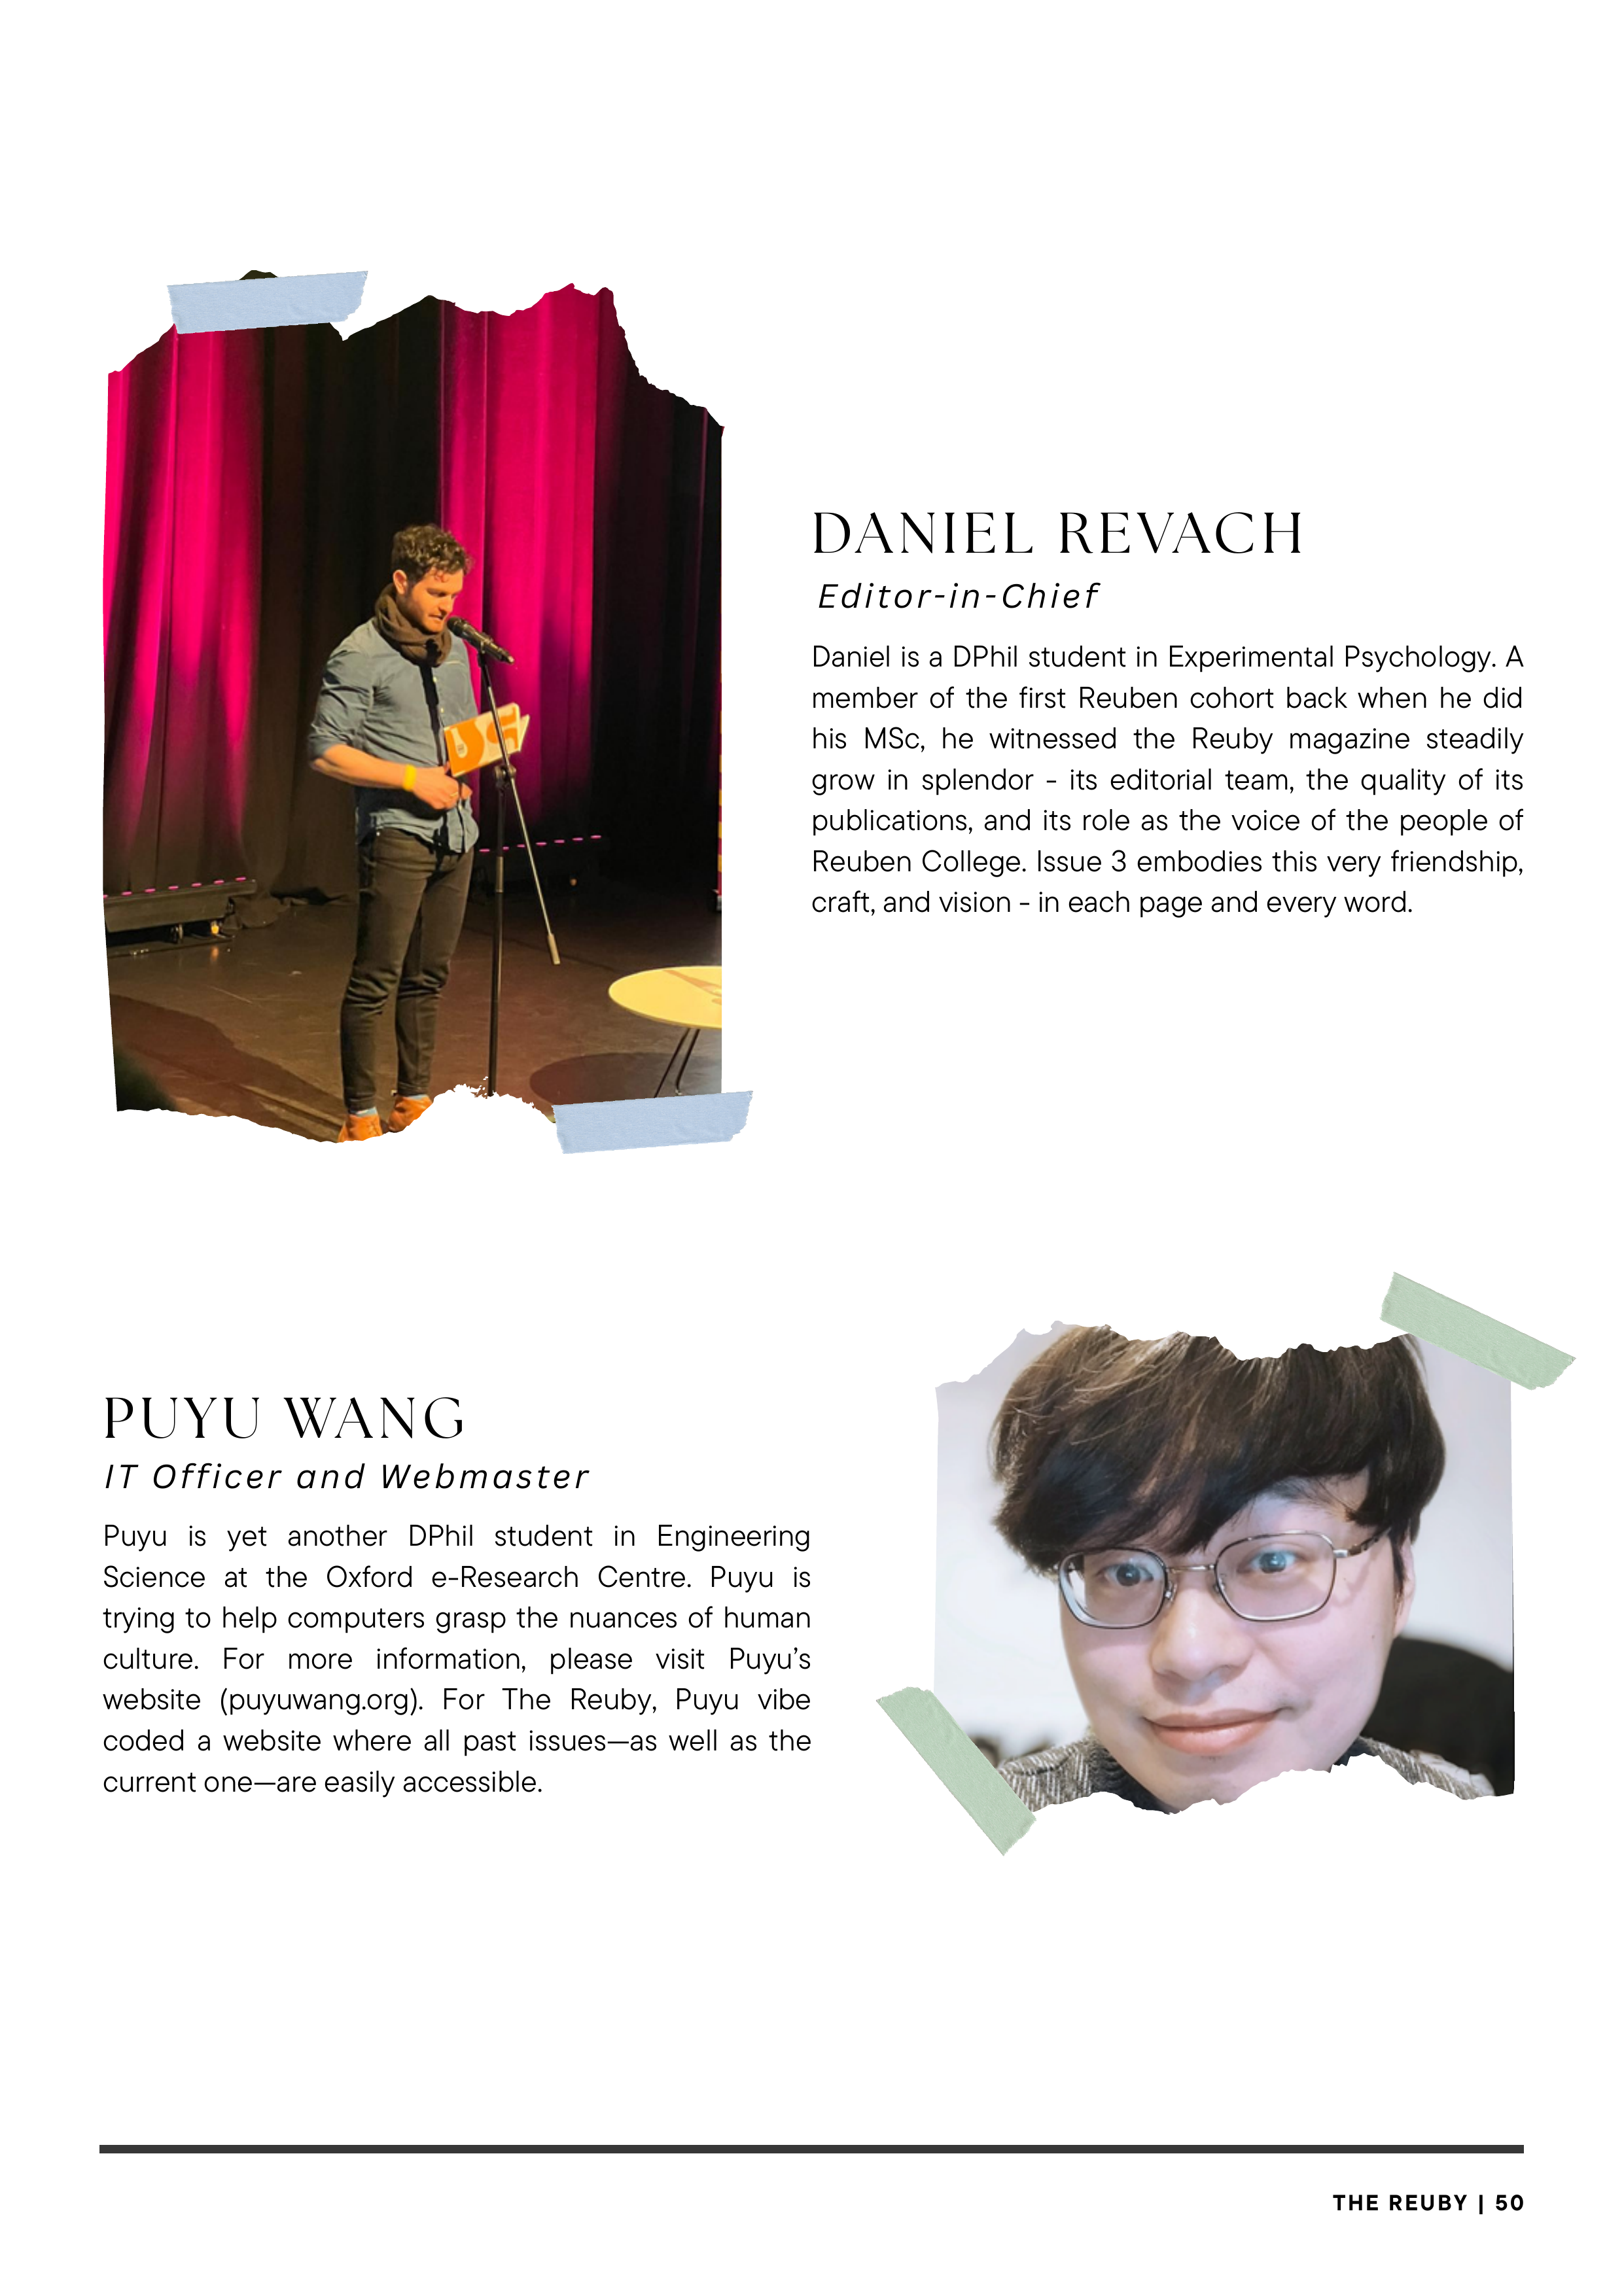 DANIEL REVACH
Editor-in-Chief
Daniel is a DPhil student in Experimental Psychology. A
member of the first Reuben cohort back when he did
his MSc, he witnessed the Reuby magazine steadily
grow in splendor - its editorial team, the quality of its
publications, and its role as the voice of the people of
Reuben College. Issue 3 embodies this very friendship,
craft, and vision - in each page and every word.
PUYU WANG
IT Officer and Webmaster
Puyu is yet another DPhil student in Engineering
Science at the Oxford e-Research Centre. Puyu is
trying to help computers grasp the nuances of human
culture. For more information, please visit Puyu’s
website (puyuwang.org). For The Reuby, Puyu vibe
coded a website where all past issues—as well as the
current one—are easily accessible.
THE REUBY | 50